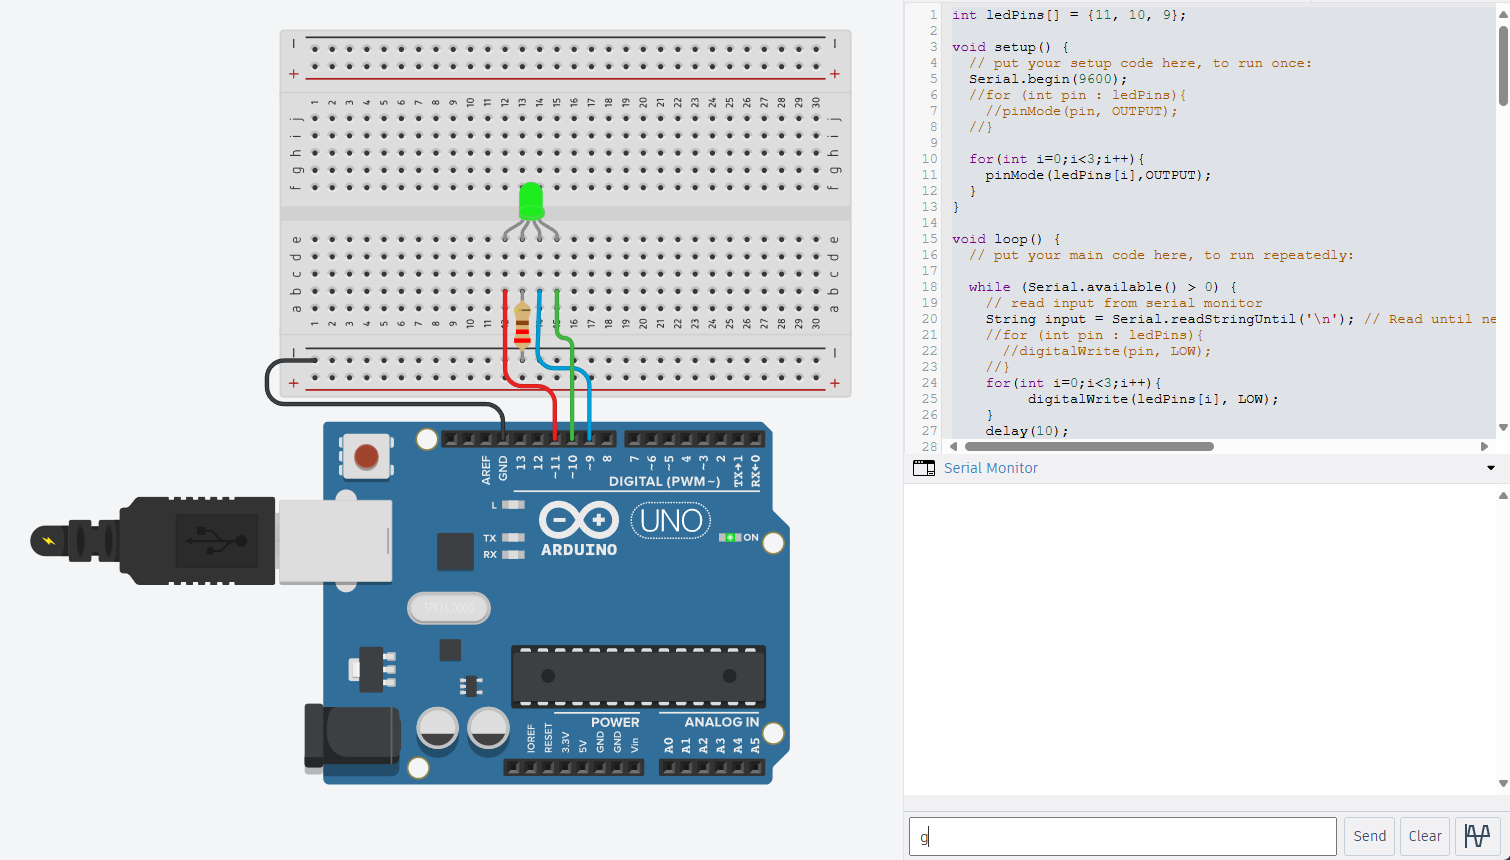 1 2 3 4 5 6 7 8 9 10 11 12 13 14 15 16 17 18 19 20 21 22 23 24 25 26 27 28 29 30
j j
i i
h h
g g
f f
e e
d d
c c
b b
a a
1 2 3 4 5 6 7 8 9 10 11 16 17 18 19 20 21 22 23 24 25 26 27 28 29 30
AREF GND 13 12 ~11 ~10 ~9 8 7 ~6 ~5 4 ~3 2 TX→1 RX←0
DIGITAL (PWM~)
L
TX
RX
UNO
ARDUINO
ON
SPK16.000G
POWER
ANALOG IN
IOREF RESET 3.3V 5V GND GND Vin A0 A1 A2 A3 A4 A5
1 int ledPins[] = {11, 10, 9};
2
3 void setup() {
4 // put your setup code here, to run once:
5 Serial.begin(9600);
6 //for (int pin : ledPins){
7 //pinMode(pin, OUTPUT);
8 //}
9
10 for(int i=0;i<3;i++){
11 pinMode(ledPins[i],OUTPUT);
12 }
13 }
14
15 void loop() {
16 // put your main code here, to run repeatedly:
17
18 while (Serial.available() > 0) {
19 // read input from serial monitor
20 String input = Serial.readStringUntil('\n'); // Read until ne
21 //for (int pin : ledPins){
22 //digitalWrite(pin, LOW);
23 //}
24 for(int i=0;i<3;i++){
25 digitalWrite(ledPins[i], LOW);
26 }
27 delay(10);
28
Serial Monitor
g
Send
Clear